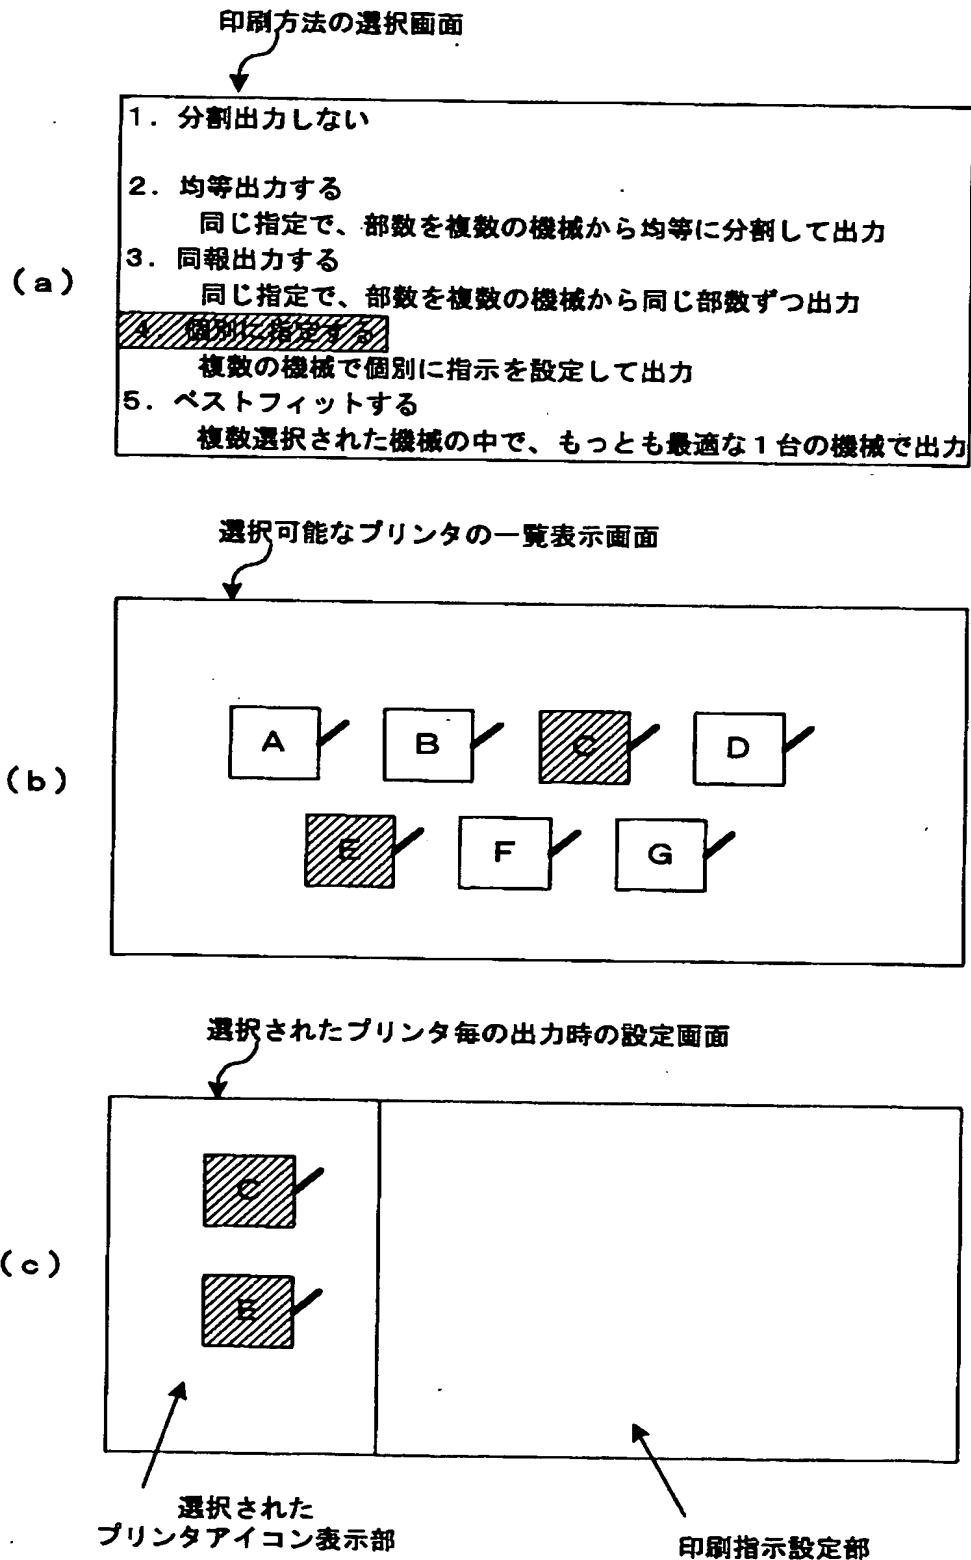 印刷方法の選択画面
(a)
1. 分割出力しない
2. 均等出力する
同じ指定で、部数を複数の機械から均等に分割して出力
3. 同報出力する
同じ指定で、部数を複数の機械から同じ部数ずつ出力
4. 個別に指定する
複数の機械で個別に指示を設定して出力
5. ベストフィットする
複数選択された機械の中で、もっとも最適な1台の機械で出力
選択可能なプリンタの一覧表示画面
(b)
A B C D
E F G
選択されたプリンタ毎の出力時の設定画面
(c)
C
E
選択された
プリンタアイコン表示部
印刷指示設定部